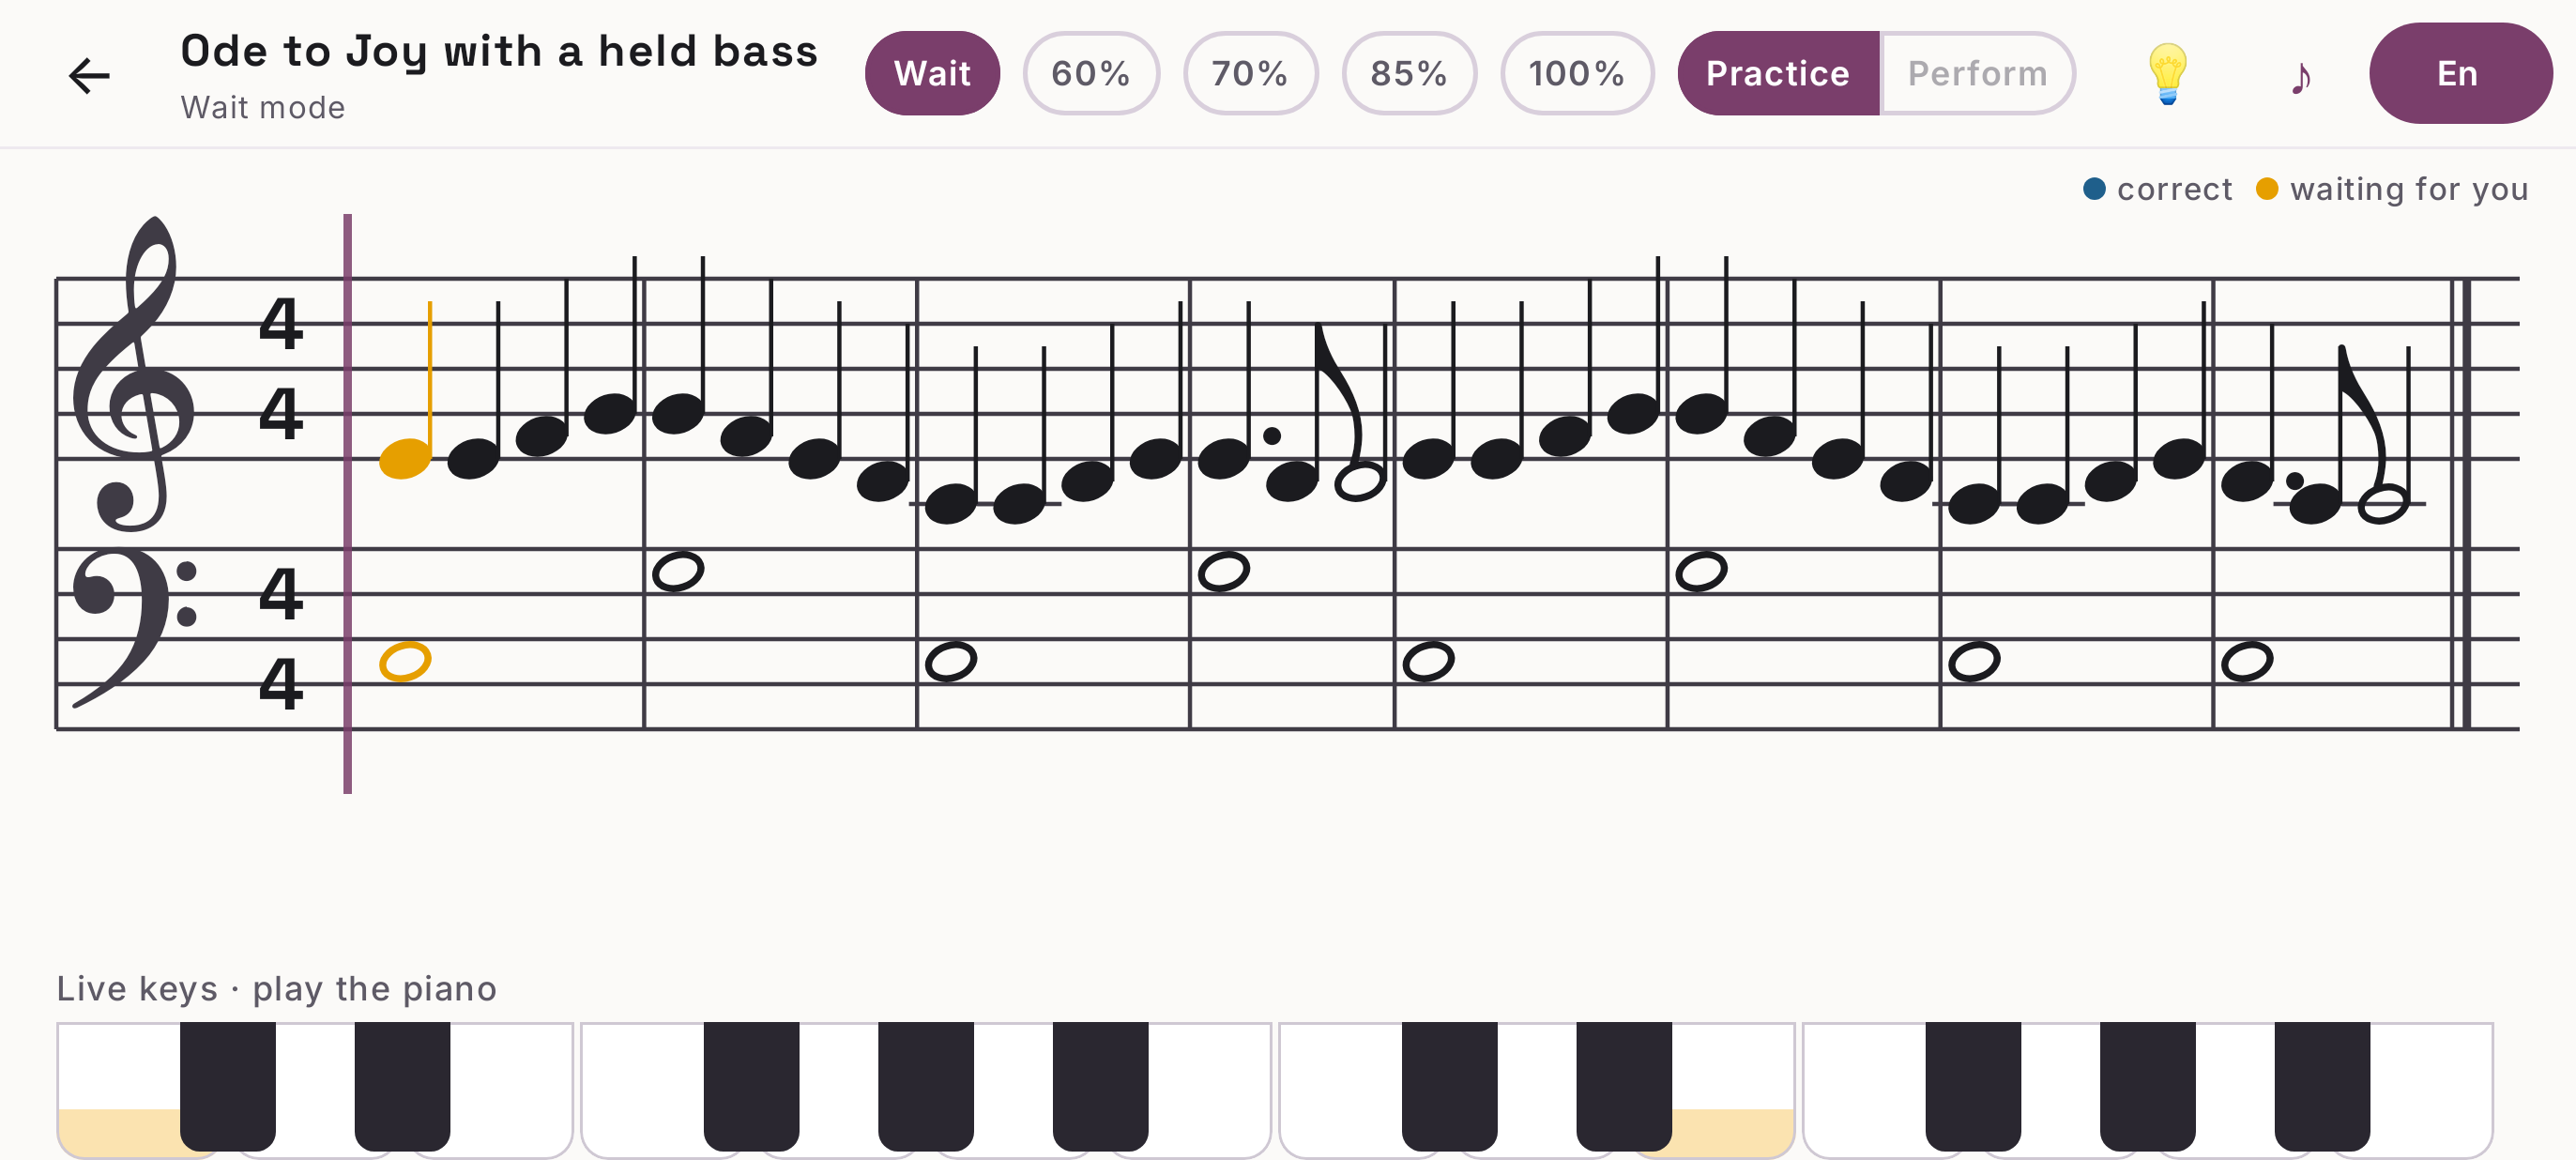 Ode to Joy with a held bass
Wait mode
Wait 60% 70% 85% 100% Practice Perform En
correct waiting for you
4
4
4
4
Live keys · play the piano